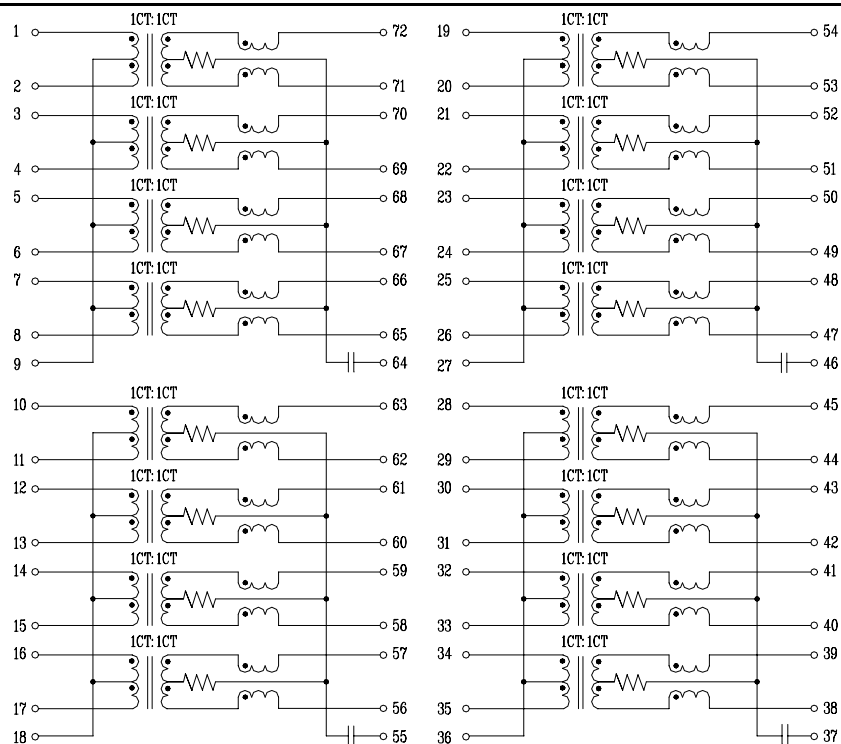 1CT:1CT 1CT:1CT
1 72 19 54
2 71 20 53
1CT:1CT 1CT:1CT
3 70 21 52
4 69 22 51
1CT:1CT 1CT:1CT
5 68 23 50
6 67 24 49
1CT:1CT 1CT:1CT
7 66 25 48
8 65 26 47
9 64 27 46
1CT:1CT 1CT:1CT
10 63 28 45
11 62 29 44
1CT:1CT 1CT:1CT
12 61 30 43
13 60 31 42
1CT:1CT 1CT:1CT
14 59 32 41
15 58 33 40
1CT:1CT 1CT:1CT
16 57 34 39
17 56 35 38
18 55 36 37